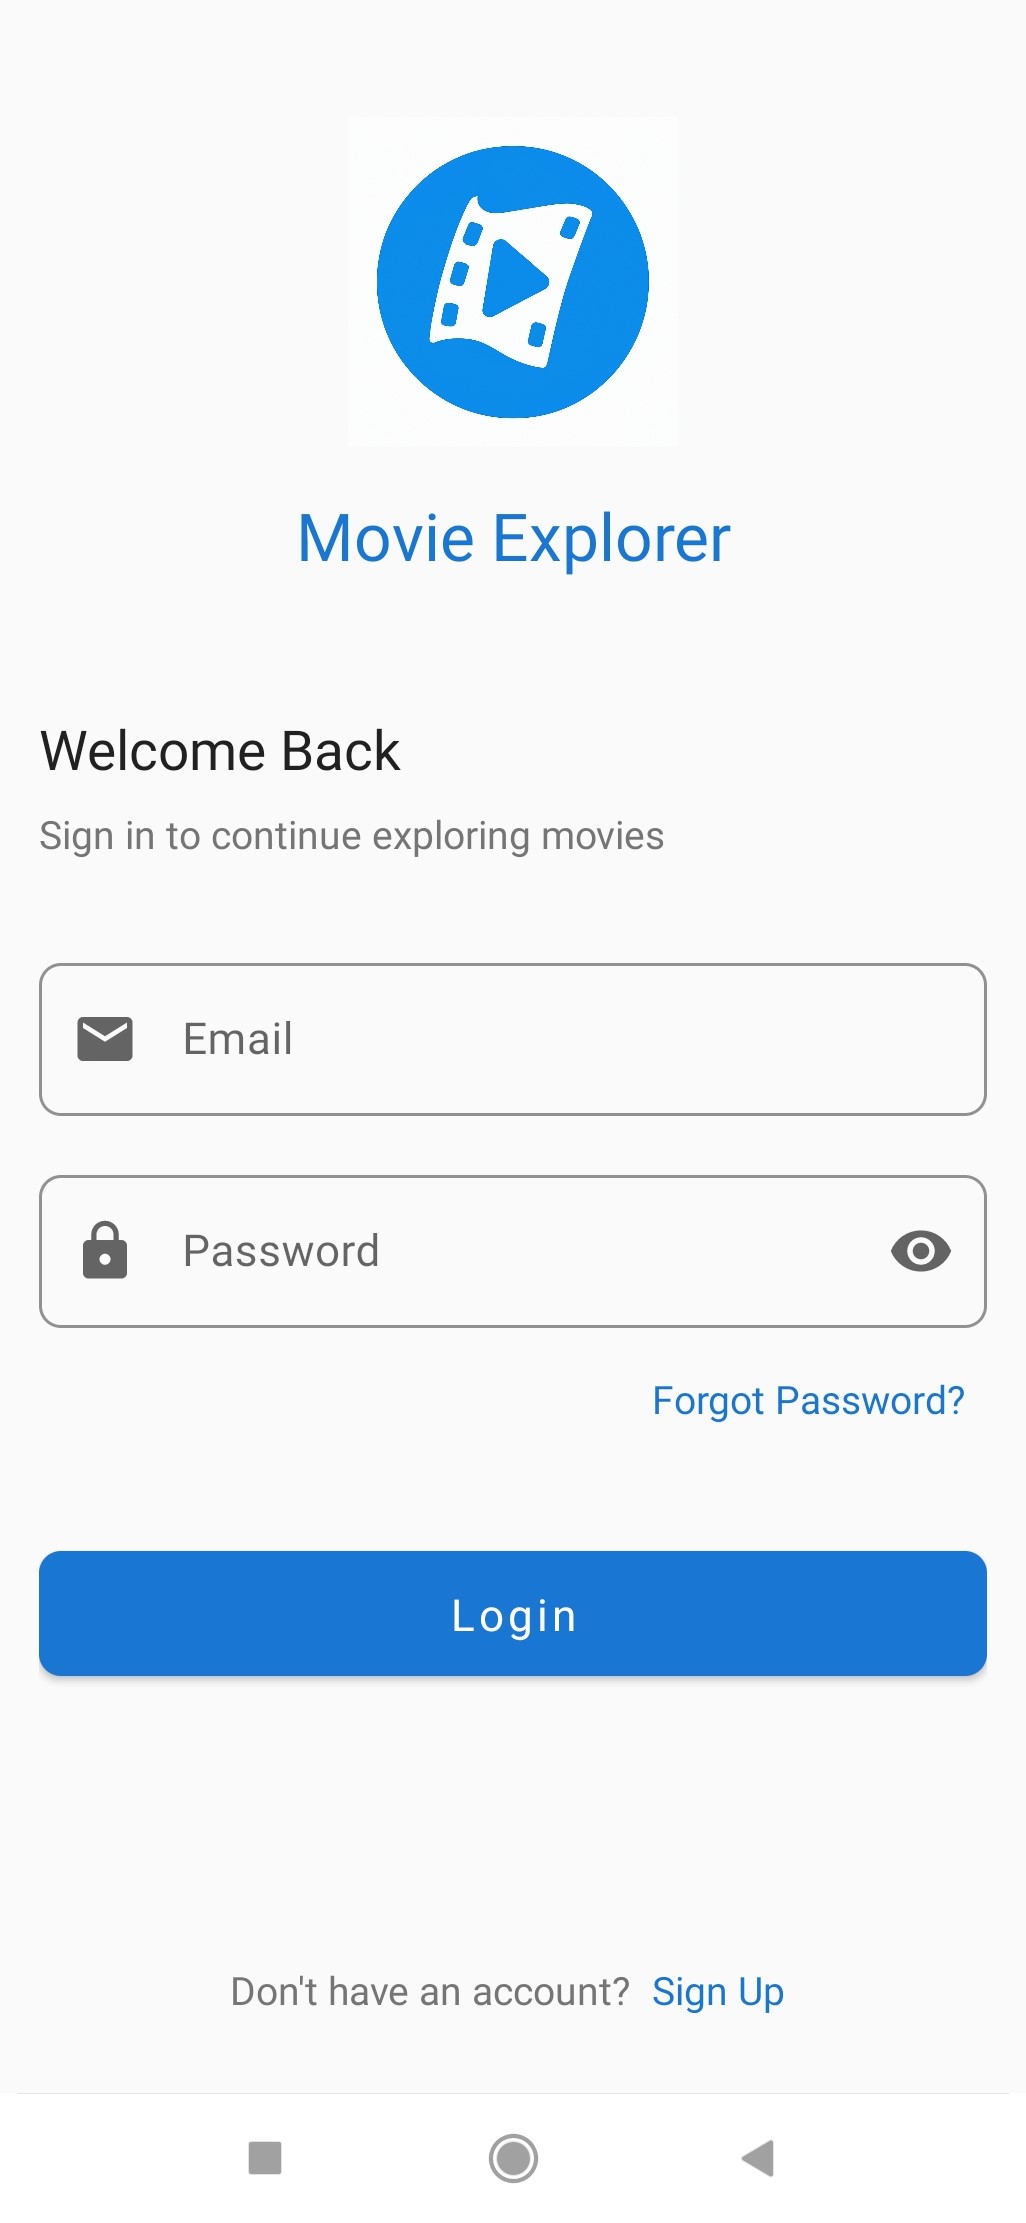 Movie Explorer
Welcome Back
Sign in to continue exploring movies
Email
Password
Forgot Password?
Login
Don't have an account? Sign Up